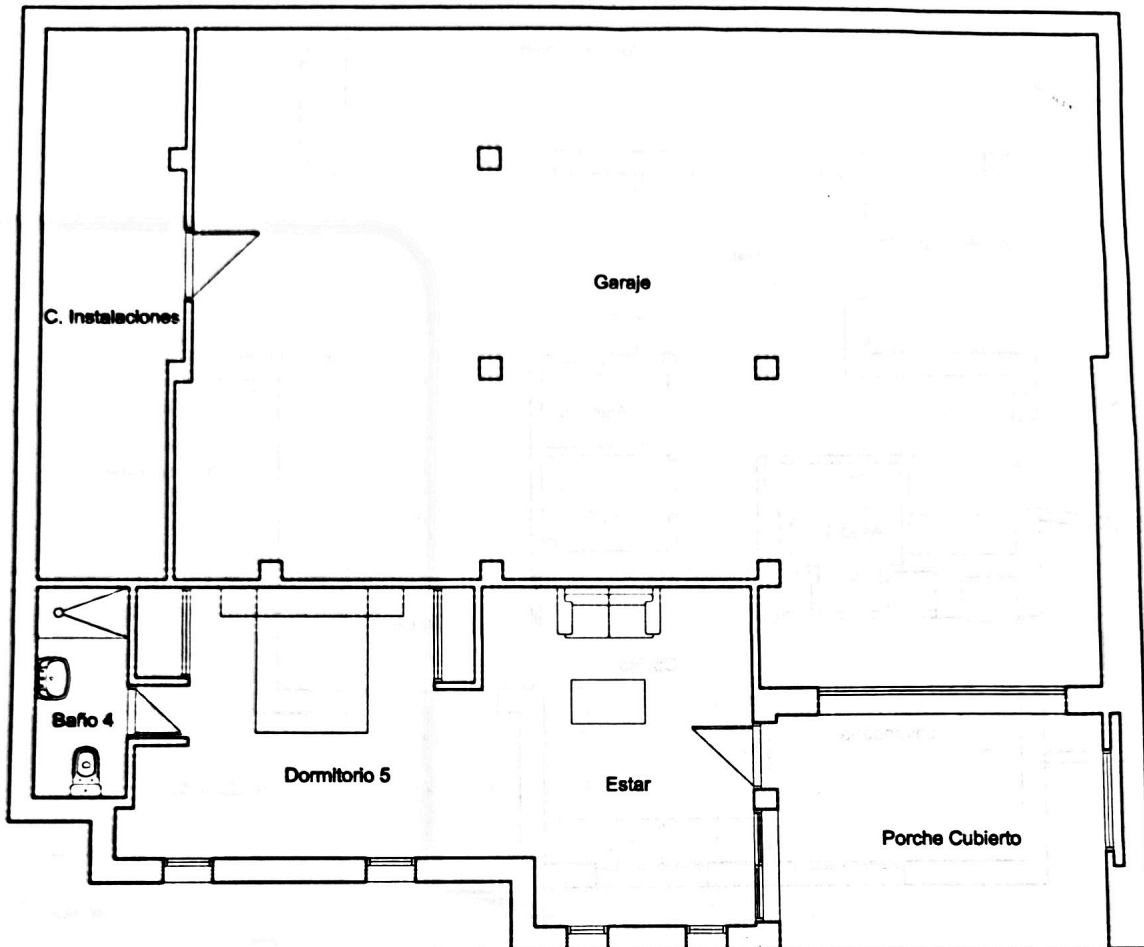 Garaje
C. Instalaciones
Baño 4
Dormitorio 5
Estar
Porche Cubierto